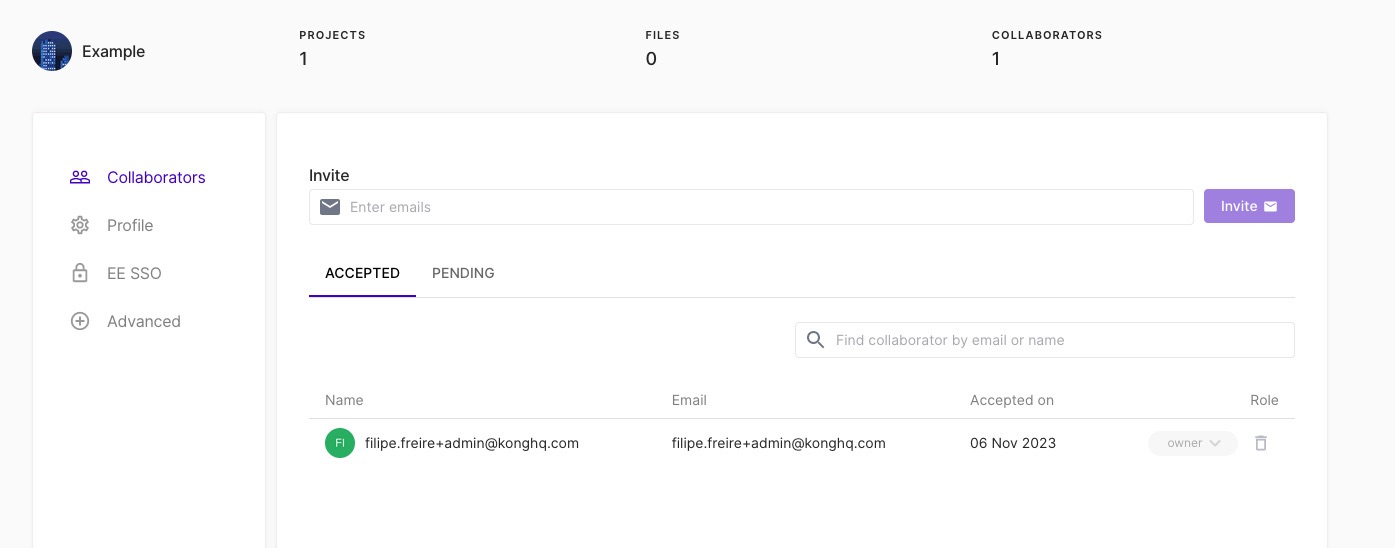 Example
PROJECTS
1
FILES
0
COLLABORATORS
1
Collaborators
Profile
EE SSO
Advanced
Invite
Enter emails
Invite
ACCEPTED PENDING
Find collaborator by email or name
Name Email Accepted on Role
FI filipe.freire+admin@konghq.com filipe.freire+admin@konghq.com 06 Nov 2023 owner